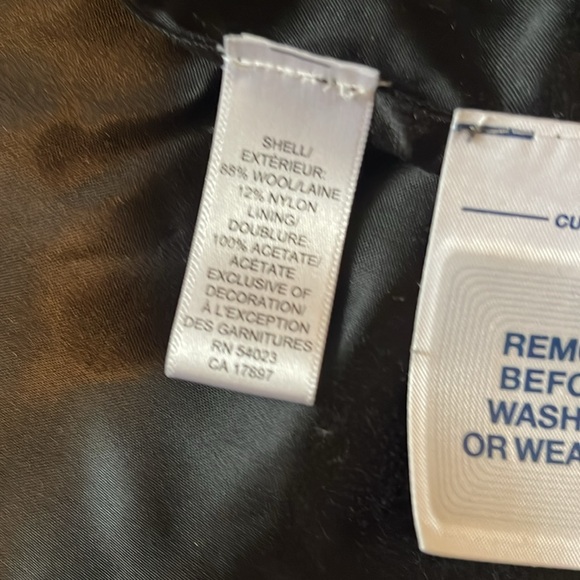 SHELL/
EXTÉRIEUR:
88% WOOL/LAINE
12% NYLON
LINING/
DOUBLURE:
100% ACETATE/
ACÉTATE
EXCLUSIVE OF
DECORATION/
À L'EXCEPTION
DES GARNITURES
RN 54023
CA 17897
CU
REMO
BEFO
WASH
OR WEA